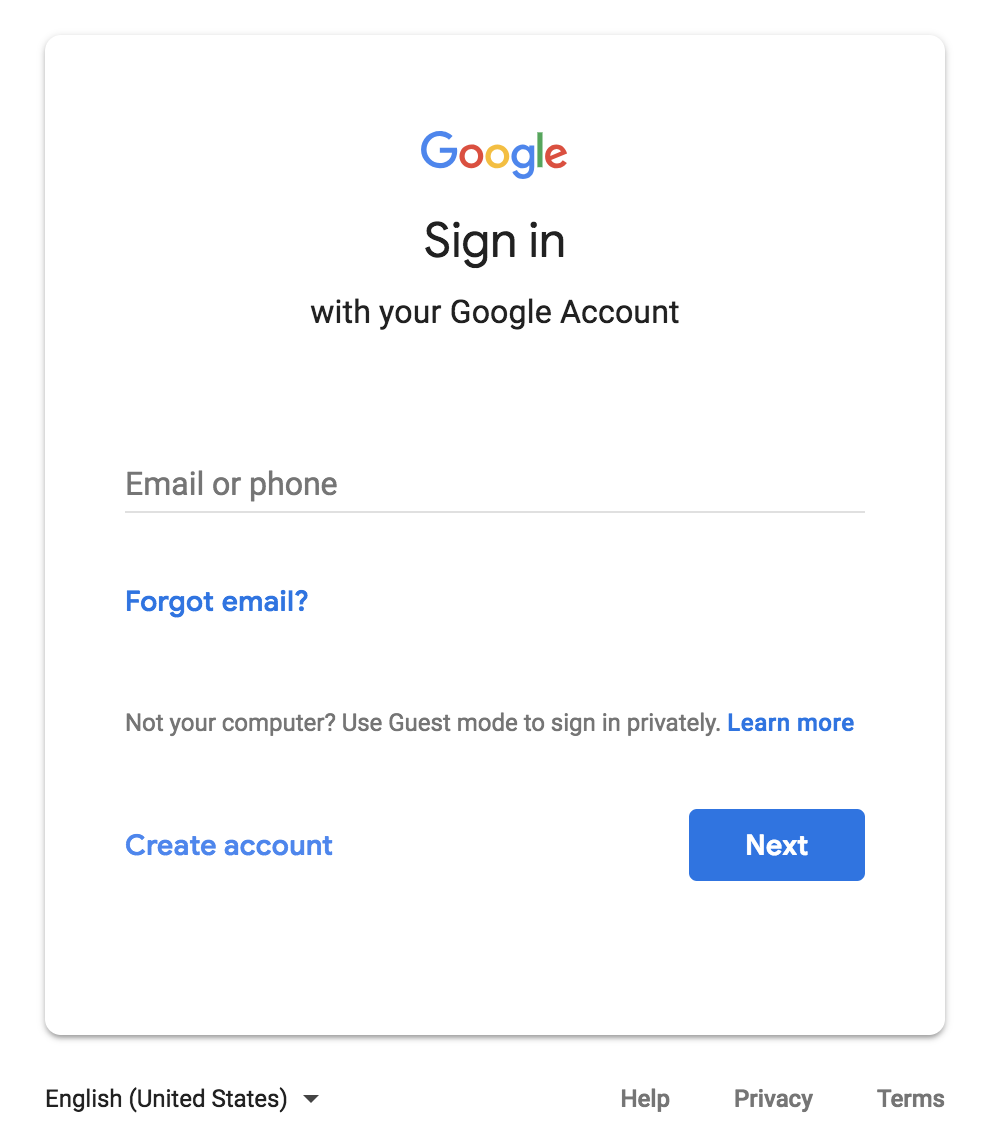 Google
Sign in
with your Google Account
Email or phone
Forgot email?
Not your computer? Use Guest mode to sign in privately. Learn more
Create account
Next
English (United States)
Help
Privacy
Terms